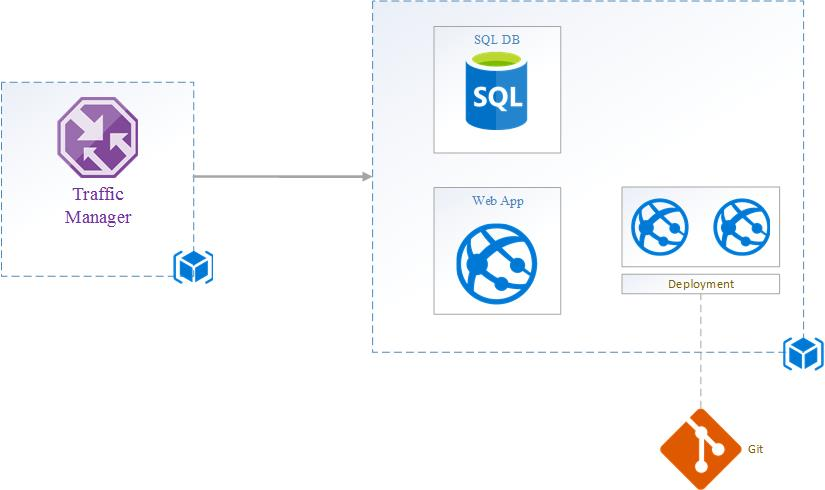 SQL DB
SQL
Traffic
Manager
Web App
Deployment
Git